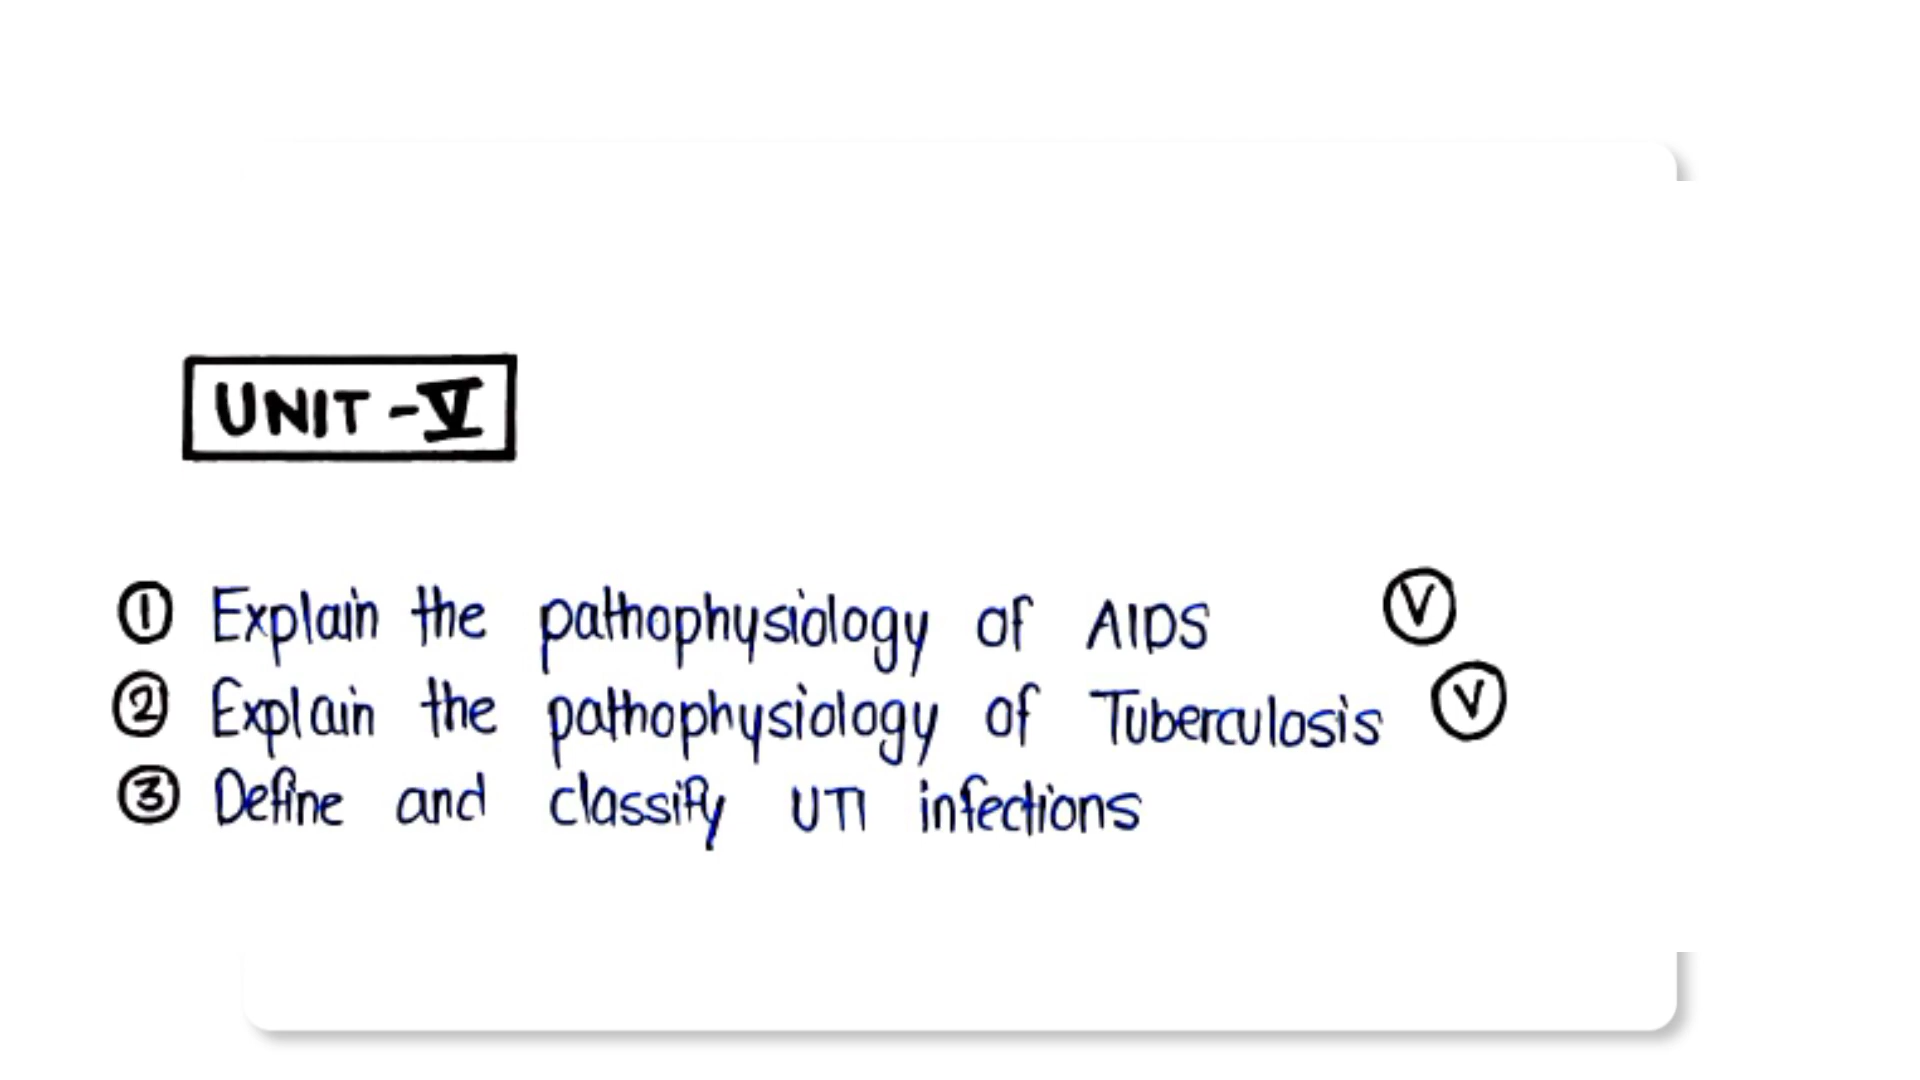 UNIT - V
① Explain the pathophysiology of AIDS Ⓥ
② Explain the pathophysiology of Tuberculosis Ⓥ
③ Define and classify UTI infections